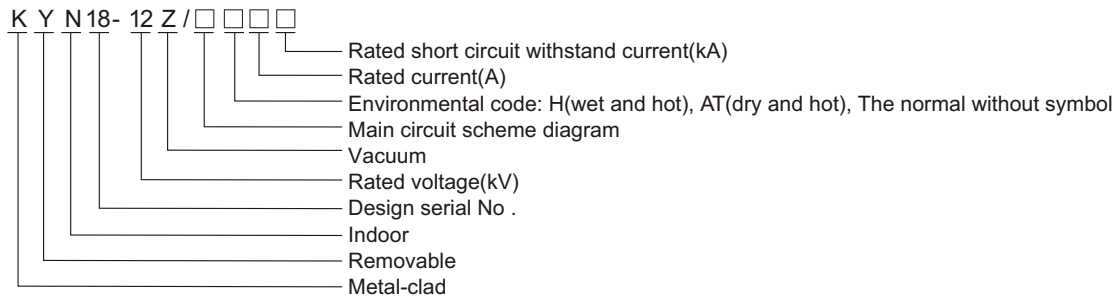 K Y N 18- 12 Z / □ □ □ □
Rated short circuit withstand current(kA)
Rated current(A)
Environmental code: H(wet and hot), AT(dry and hot), The normal without symbol
Main circuit scheme diagram
Vacuum
Rated voltage(kV)
Design serial No .
Indoor
Removable
Metal-clad